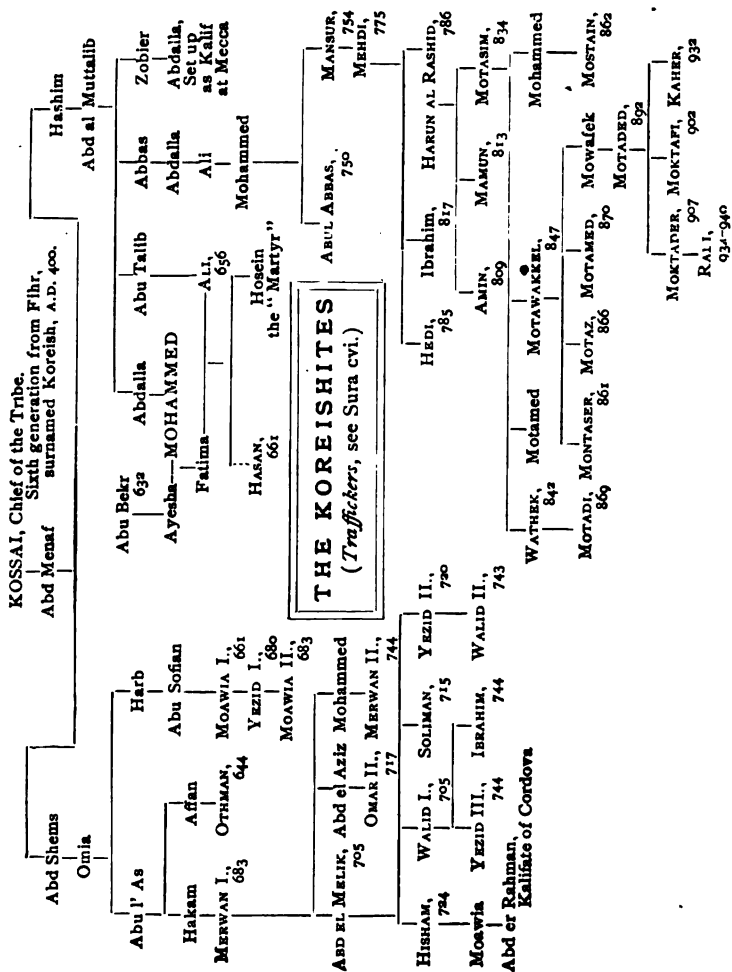 KOSSAI, Chief of the Tribe.
Sixth generation from Fihr,
surnamed Koreish, A.D. 400.
Abd Menaf
Abd Shems
Hashim
Omia
Abd al Muttalib
Abu l' As
Harb
Abu Bekr
632
Abdalla
Abu Talib
Abbas
Zobier
Hakam
Affan
Abu Sofian
Ayesha—MOHAMMED
Abdalla
Abdalla,
Set up
as Kalif
at Mecca
MERWAN I.,
683
OTHMAN,
644
MOAWIA I.,
661
Fatima
ALI,
656
Ali
YEZID I.,
680
MOAWIA II.,
683
HASAN,
661
Hosein
the "Martyr"
Mohammed
THE KOREISHITES
(Traffickers, see Sura cvi.)
ABD EL MELIK,
705
Abd el Aziz
Mohammed
ABUL ABBAS,
750
MANSUR,
754
OMAR II.,
717
MERWAN II.,
744
MEHDI,
775
HISHAM,
724
WALID I.,
705
SOLIMAN,
715
YEZID II.,
720
HEDI,
785
Ibrahim,
817
HARUN AL RASHID,
786
Moawia
YEZID III.,
744
IBRAHIM,
744
WALID II.,
743
AMIN,
809
MAMUN,
813
MOTASIM,
834
Abd er Rahman,
Kalifate of Cordova
WATHEK,
842
Motamed
MOTAWAKKEL,
847
Mohammed
MOTADI,
869
MONTASER,
861
MOTAZ,
866
MOTAMED,
870
Mowafek
MOSTAIN,
862
MOTADED,
892
MOKTADER,
907
MOKTAFI,
902
KAHER,
932
934-940